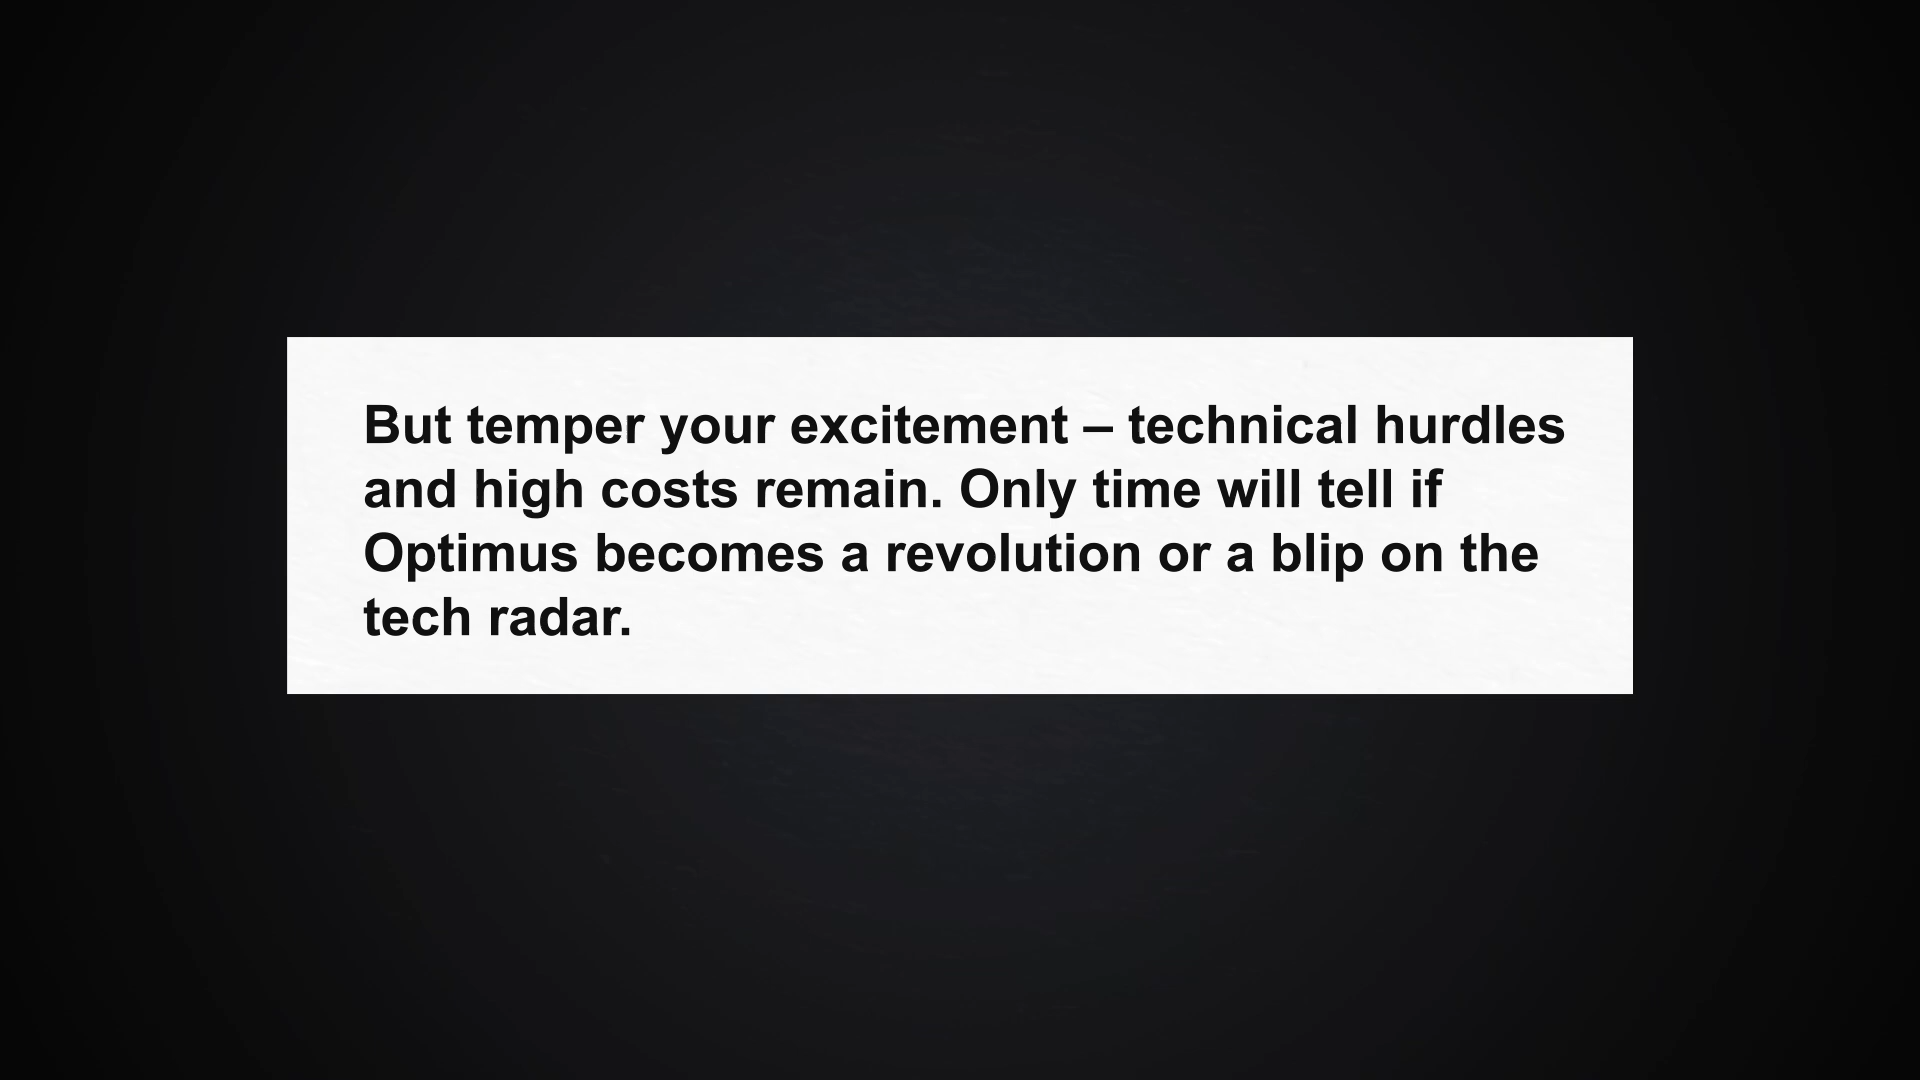 But temper your excitement – technical hurdles
and high costs remain. Only time will tell if
Optimus becomes a revolution or a blip on the
tech radar.